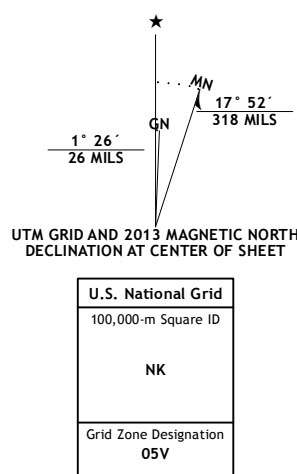 MN
GN
17° 52´
318 MILS
1° 26´
26 MILS
UTM GRID AND 2013 MAGNETIC NORTH
DECLINATION AT CENTER OF SHEET
U.S. National Grid
100,000-m Square ID
NK
Grid Zone Designation
05V